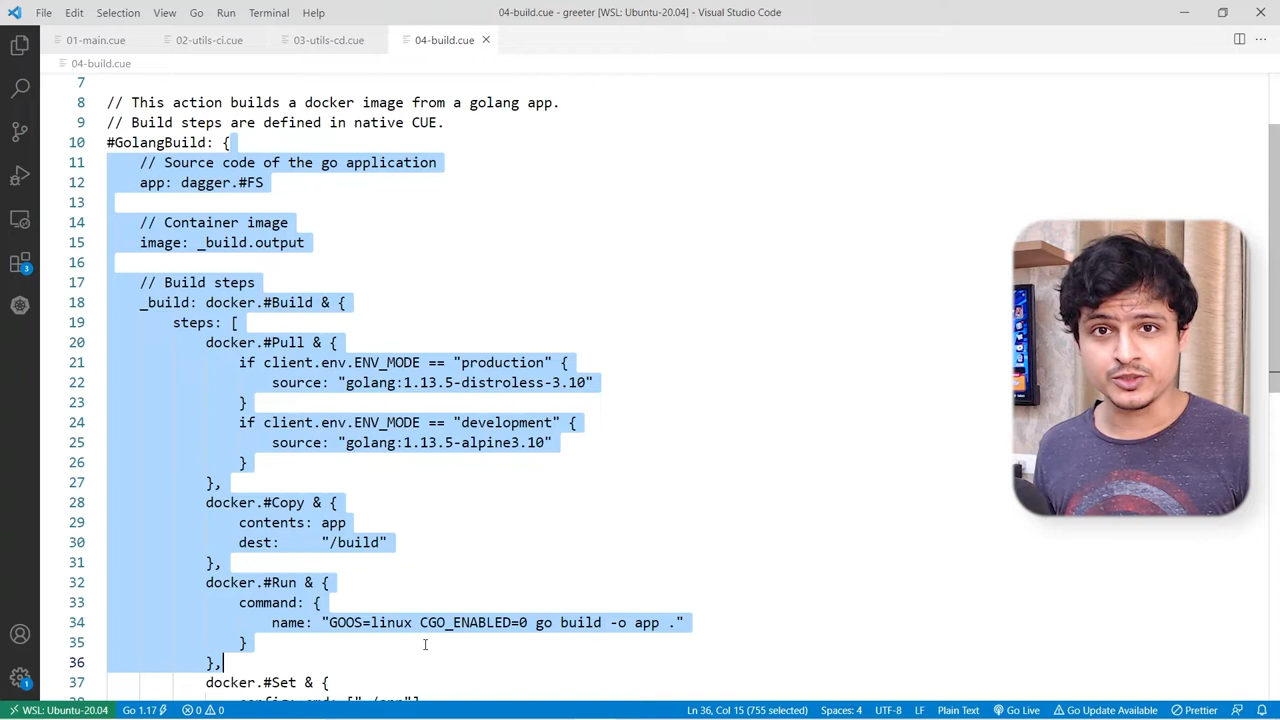 File Edit Selection View Go Run Terminal Help
04-build.cue - greeter [WSL: Ubuntu-20.04] - Visual Studio Code
01-main.cue 02-utils-ci.cue 03-utils-cd.cue 04-build.cue
04-build.cue
7
8 // This action builds a docker image from a golang app.
9 // Build steps are defined in native CUE.
10 #GolangBuild: {
11 // Source code of the go application
12 app: dagger.#FS
13
14 // Container image
15 image: _build.output
16
17 // Build steps
18 _build: docker.#Build & {
19 steps: [
20 docker.#Pull & {
21 if client.env.ENV_MODE == "production" {
22 source: "golang:1.13.5-distroless-3.10"
23 }
24 if client.env.ENV_MODE == "development" {
25 source: "golang:1.13.5-alpine3.10"
26 }
27 },
28 docker.#Copy & {
29 contents: app
30 dest: "/build"
31 },
32 docker.#Run & {
33 command: {
34 name: "GOOS=linux CGO_ENABLED=0 go build -o app ."
35 }
36 },
37 docker.#Set & {
3
1
WSL: Ubuntu-20.04 Go 1.17 0 0 Ln 36, Col 15 (755 selected) Spaces: 4 UTF-8 LF Plain Text Go Live Go Update Available Prettier